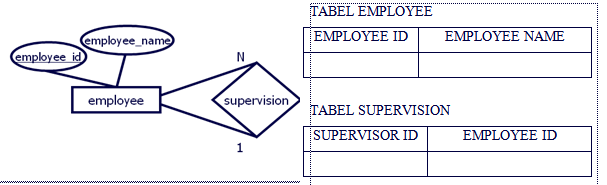 employee_name
employee_id
employee
N
supervision
1
TABEL EMPLOYEE
EMPLOYEE ID EMPLOYEE NAME
TABEL SUPERVISION
SUPERVISOR ID EMPLOYEE ID